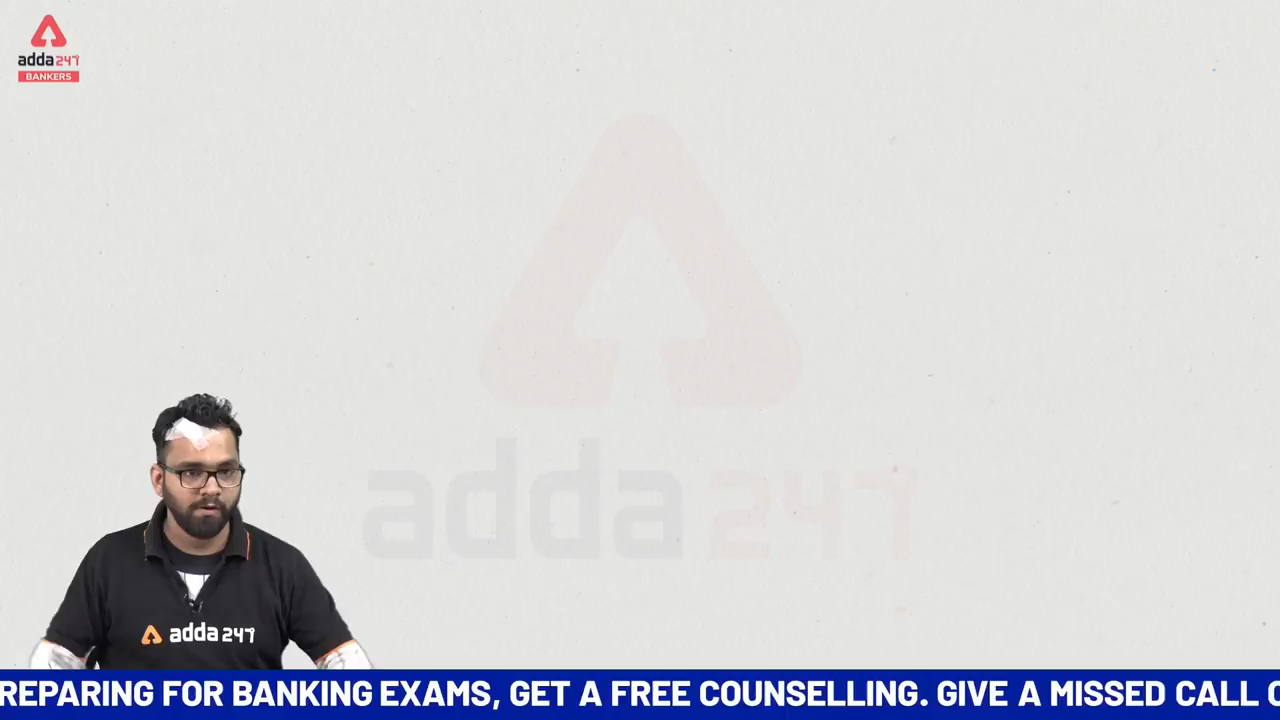 adda247
BANKERS
adda247
adda247
REPARING FOR BANKING EXAMS, GET A FREE COUNSELLING. GIVE A MISSED CALL